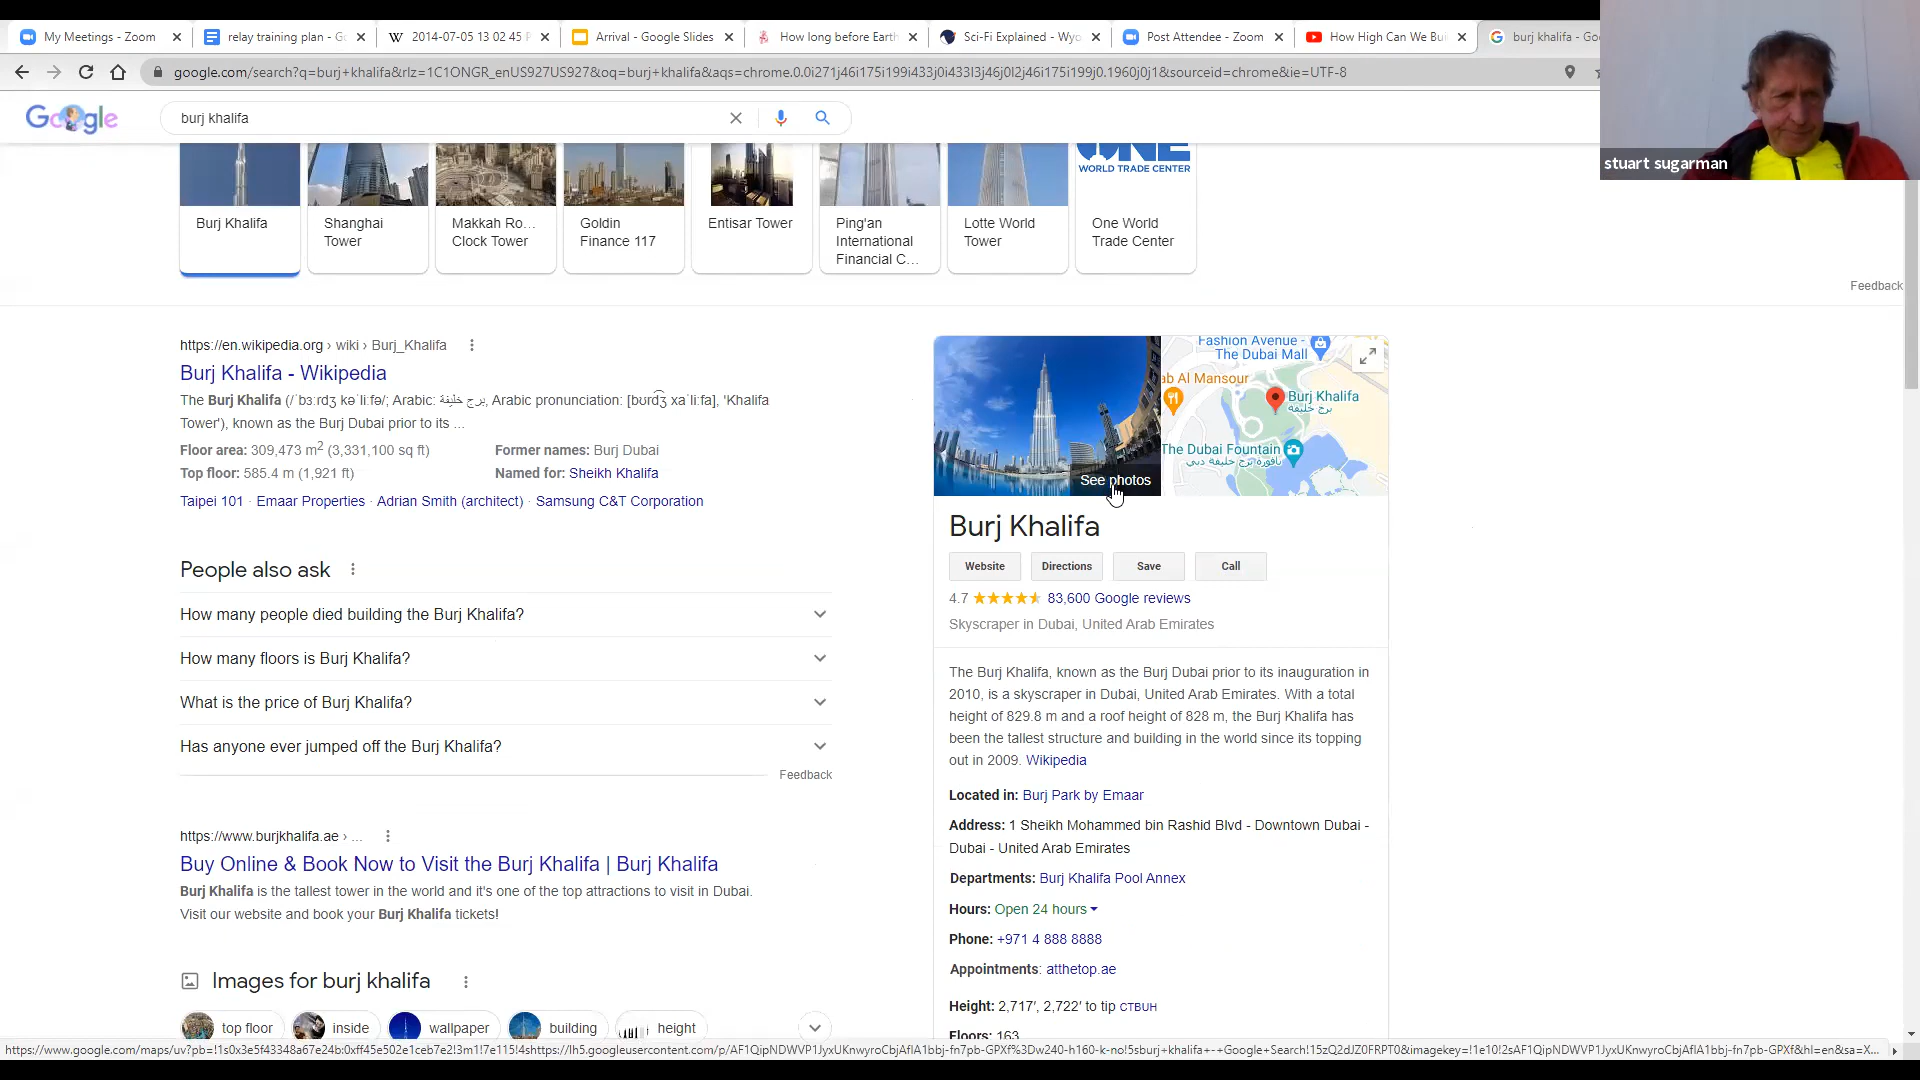 My Meetings - Zoom
relay training plan - G
2014-07-05 13 02 45
Arrival - Google Slides
How long before Earth
Sci-Fi Explained - Wyo
Post Attendee - Zoom
How High Can We Bui
burj khalifa - Goo
google.com/search?q=burj+khalifa&rlz=1C1ONGR_enUS927US927&oq=burj+khalifa&aqs=chrome.0.0i271j46i175i199i433j0i433l3j46j0l2j46i175i199j0.1960j0j1&sourceid=chrome&ie=UTF-8
Google
burj khalifa
stuart sugarman
ONE
WORLD TRADE CENTER
Burj Khalifa
Shanghai
Tower
Makkah Ro...
Clock Tower
Goldin
Finance 117
Entisar Tower
Ping'an
International
Financial C...
Lotte World
Tower
One World
Trade Center
Feedback
https://en.wikipedia.org › wiki › Burj_Khalifa
Burj Khalifa - Wikipedia
The Burj Khalifa (/ˈbɜːrdʒ kəˈliːfə/; Arabic: برج خليفة, Arabic pronunciation: [bʊrd͡ʒ xaˈliːfa], 'Khalifa
Tower'), known as the Burj Dubai prior to its ...
Floor area: 309,473 m2 (3,331,100 sq ft)
Former names: Burj Dubai
Top floor: 585.4 m (1,921 ft)
Named for: Sheikh Khalifa
Taipei 101 · Emaar Properties · Adrian Smith (architect) · Samsung C&T Corporation
People also ask
How many people died building the Burj Khalifa?
How many floors is Burj Khalifa?
What is the price of Burj Khalifa?
Has anyone ever jumped off the Burj Khalifa?
Feedback
https://www.burjkhalifa.ae › ...
Buy Online & Book Now to Visit the Burj Khalifa | Burj Khalifa
Burj Khalifa is the tallest tower in the world and it's one of the top attractions to visit in Dubai.
Visit our website and book your Burj Khalifa tickets!
Images for burj khalifa
top floor
inside
wallpaper
building
height
Fashion Avenue -
The Dubai Mall
ab Al Mansour
Burj Khalifa
برج خليفة
The Dubai Fountain
نافورة برج خليفة دبي
See photos
Burj Khalifa
Website
Directions
Save
Call
4.7 83,600 Google reviews
Skyscraper in Dubai, United Arab Emirates
The Burj Khalifa, known as the Burj Dubai prior to its inauguration in
2010, is a skyscraper in Dubai, United Arab Emirates. With a total
height of 829.8 m and a roof height of 828 m, the Burj Khalifa has
been the tallest structure and building in the world since its topping
out in 2009. Wikipedia
Located in: Burj Park by Emaar
Address: 1 Sheikh Mohammed bin Rashid Blvd - Downtown Dubai -
Dubai - United Arab Emirates
Departments: Burj Khalifa Pool Annex
Hours: Open 24 hours
Phone: +971 4 888 8888
Appointments: atthetop.ae
Height: 2,717′, 2,722′ to tip CTBUH
Floors: 163